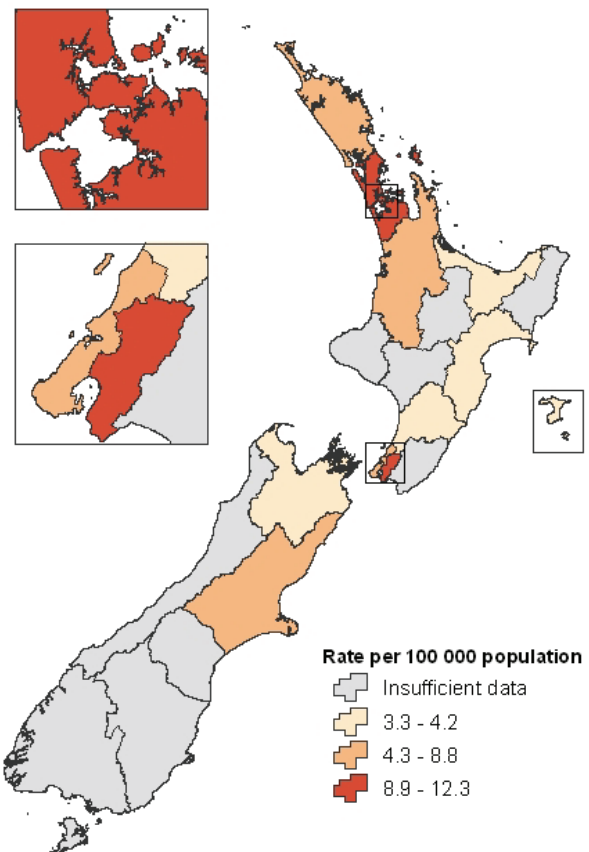 Rate per 100 000 population
Insufficient data
3.3 - 4.2
4.3 - 8.8
8.9 - 12.3